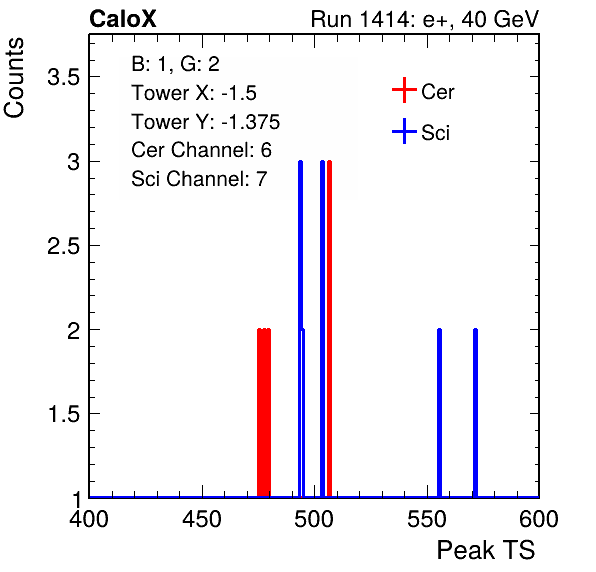 CaloX Run 1414: e+, 40 GeV
Counts
B: 1, G: 2
Tower X: -1.5
Tower Y: -1.375
Cer Channel: 6
Sci Channel: 7
Cer
Sci
3.5
3
2.5
2
1.5
1
400 450 500 550 600
Peak TS